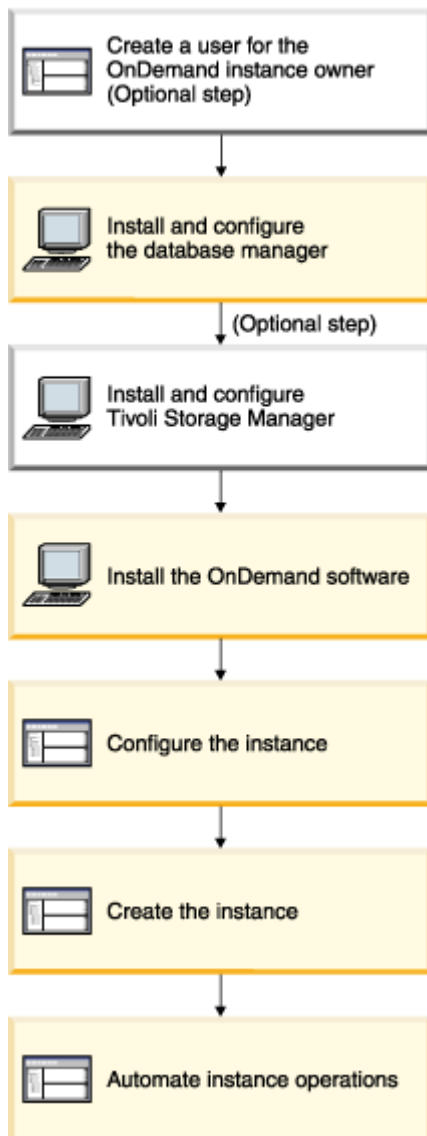 Create a user for the
OnDemand instance owner
(Optional step)
Install and configure
the database manager
(Optional step)
Install and configure
Tivoli Storage Manager
Install the OnDemand software
Configure the instance
Create the instance
Automate instance operations